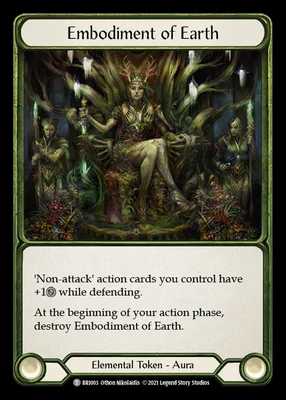 Embodiment of Earth
'Non-attack' action cards you control have
+1 while defending.
At the beginning of your action phase,
destroy Embodiment of Earth.
Elemental Token - Aura
T BRI003 Othon Nikolaidis © 2021 Legend Story Studios